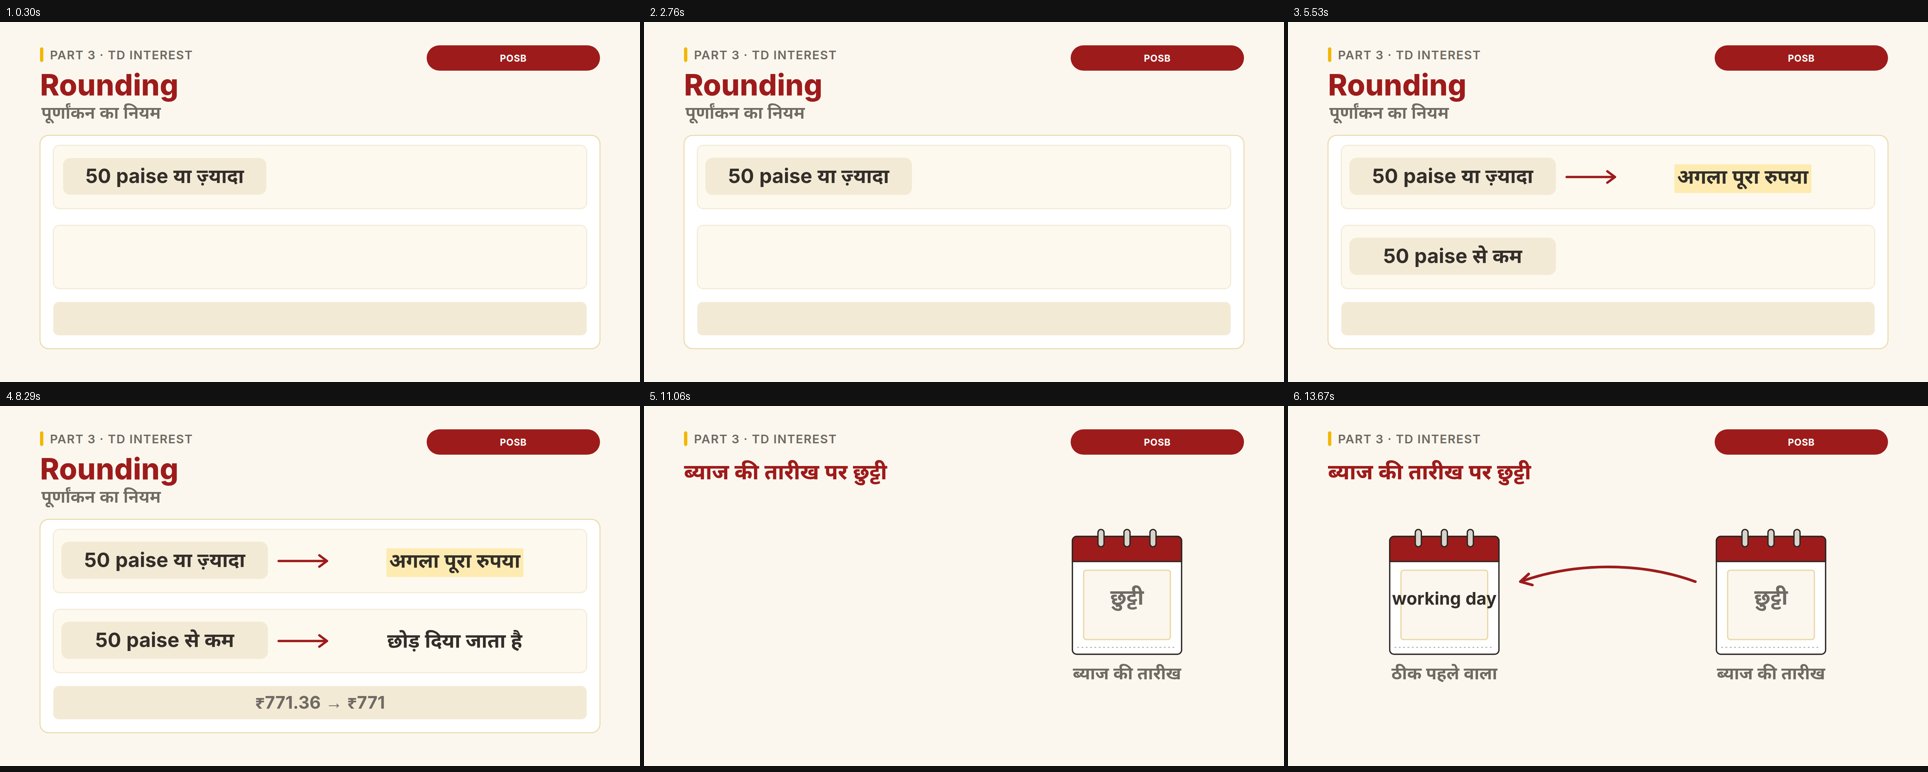 1. 0.30s
PART 3 · TD INTEREST
POSB
Rounding
पूर्णांकन का नियम
50 paise या ज़्यादा
2. 2.76s
PART 3 · TD INTEREST
POSB
Rounding
पूर्णांकन का नियम
50 paise या ज़्यादा
3. 5.53s
PART 3 · TD INTEREST
POSB
Rounding
पूर्णांकन का नियम
50 paise या ज़्यादा → अगला पूरा रुपया
50 paise से कम
4. 8.29s
PART 3 · TD INTEREST
POSB
Rounding
पूर्णांकन का नियम
50 paise या ज़्यादा → अगला पूरा रुपया
50 paise से कम → छोड़ दिया जाता है
₹771.36 → ₹771
5. 11.06s
PART 3 · TD INTEREST
POSB
ब्याज की तारीख पर छुट्टी
छुट्टी
ब्याज की तारीख
6. 13.67s
PART 3 · TD INTEREST
POSB
ब्याज की तारीख पर छुट्टी
working day
छुट्टी
ठीक पहले वाला
ब्याज की तारीख